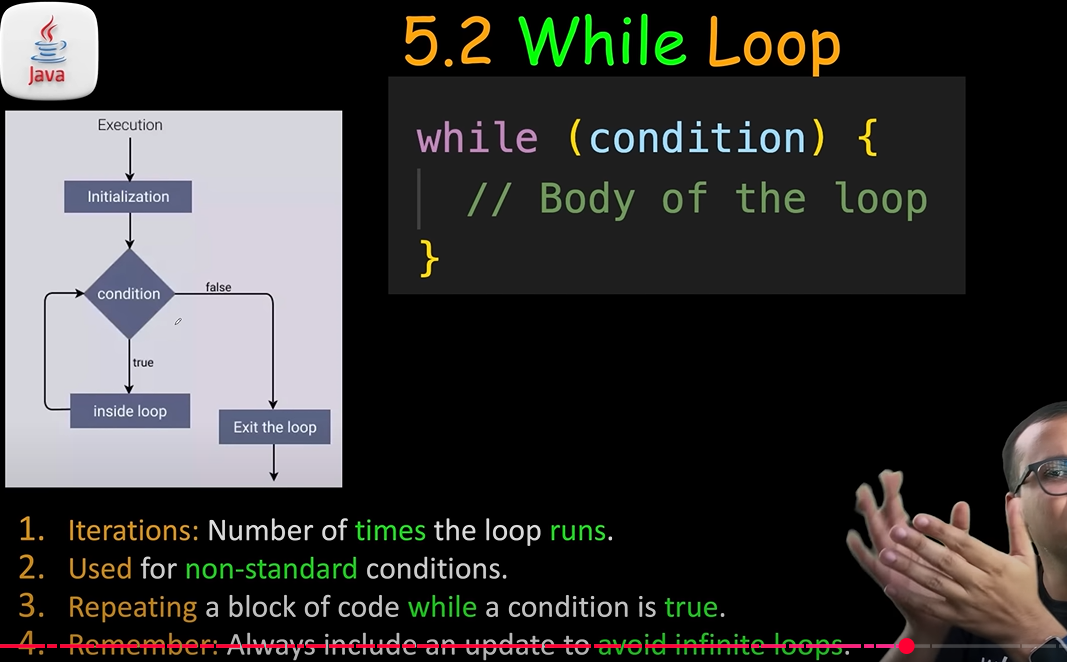 Java
5.2 While Loop
while (condition) {
// Body of the loop
}
Execution
Initialization
condition
false
true
inside loop
Exit the loop
1. Iterations: Number of times the loop runs.
2. Used for non-standard conditions.
3. Repeating a block of code while a condition is true.
4. Remember: Always include an update to avoid infinite loops.